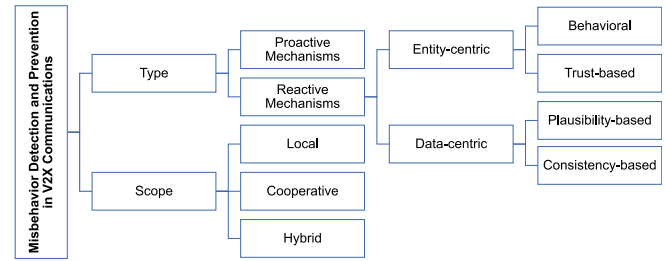 Misbehavior Detection and Prevention
in V2X Communications
Type
Scope
Proactive
Mechanisms
Reactive
Mechanisms
Local
Cooperative
Hybrid
Entity-centric
Data-centric
Behavioral
Trust-based
Plausibility-based
Consistency-based